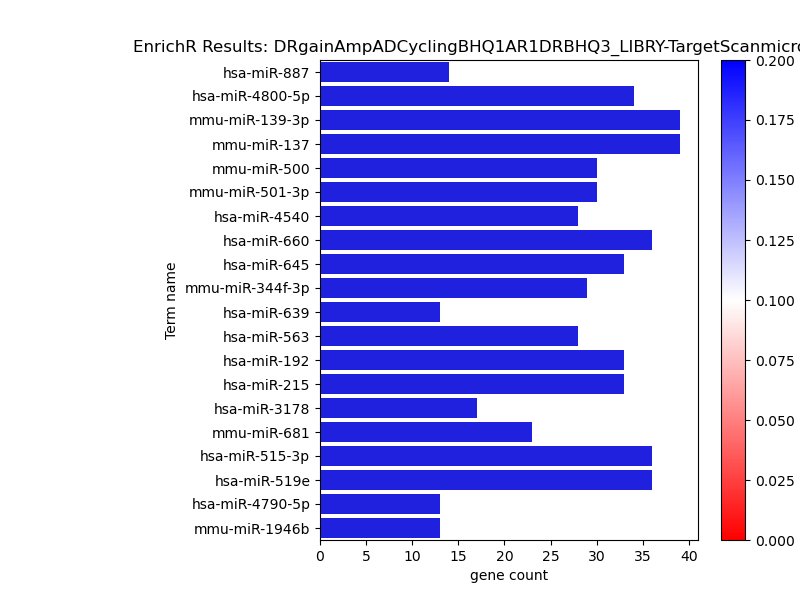 EnrichR Results: DRgainAmpADCyclingBHQ1AR1DRBHQ3_LIBRY-TargetScanmicro
hsa-miR-887
hsa-miR-4800-5p
mmu-miR-139-3p
mmu-miR-137
mmu-miR-500
mmu-miR-501-3p
hsa-miR-4540
hsa-miR-660
hsa-miR-645
mmu-miR-344f-3p
hsa-miR-639
hsa-miR-563
hsa-miR-192
hsa-miR-215
hsa-miR-3178
mmu-miR-681
hsa-miR-515-3p
hsa-miR-519e
hsa-miR-4790-5p
mmu-miR-1946b
Term name
0 5 10 15 20 25 30 35 40
gene count
0.200
0.175
0.150
0.125
0.100
0.075
0.050
0.025
0.000